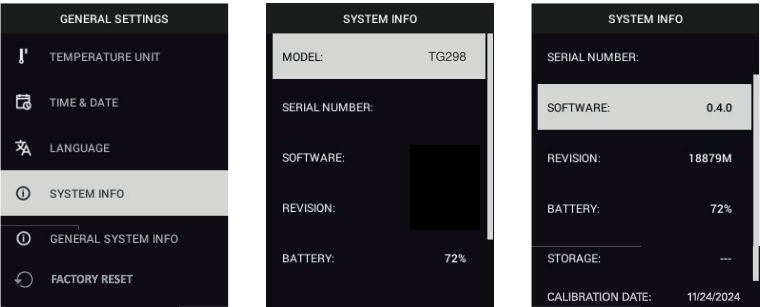 GENERAL SETTINGS
TEMPERATURE UNIT
TIME & DATE
LANGUAGE
SYSTEM INFO
GENERAL SYSTEM INFO
FACTORY RESET
SYSTEM INFO
MODEL: TG298
SERIAL NUMBER:
SOFTWARE:
REVISION:
BATTERY: 72%
SYSTEM INFO
SERIAL NUMBER:
SOFTWARE: 0.4.0
REVISION: 18879M
BATTERY: 72%
STORAGE: ---
CALIBRATION DATE: 11/24/2024